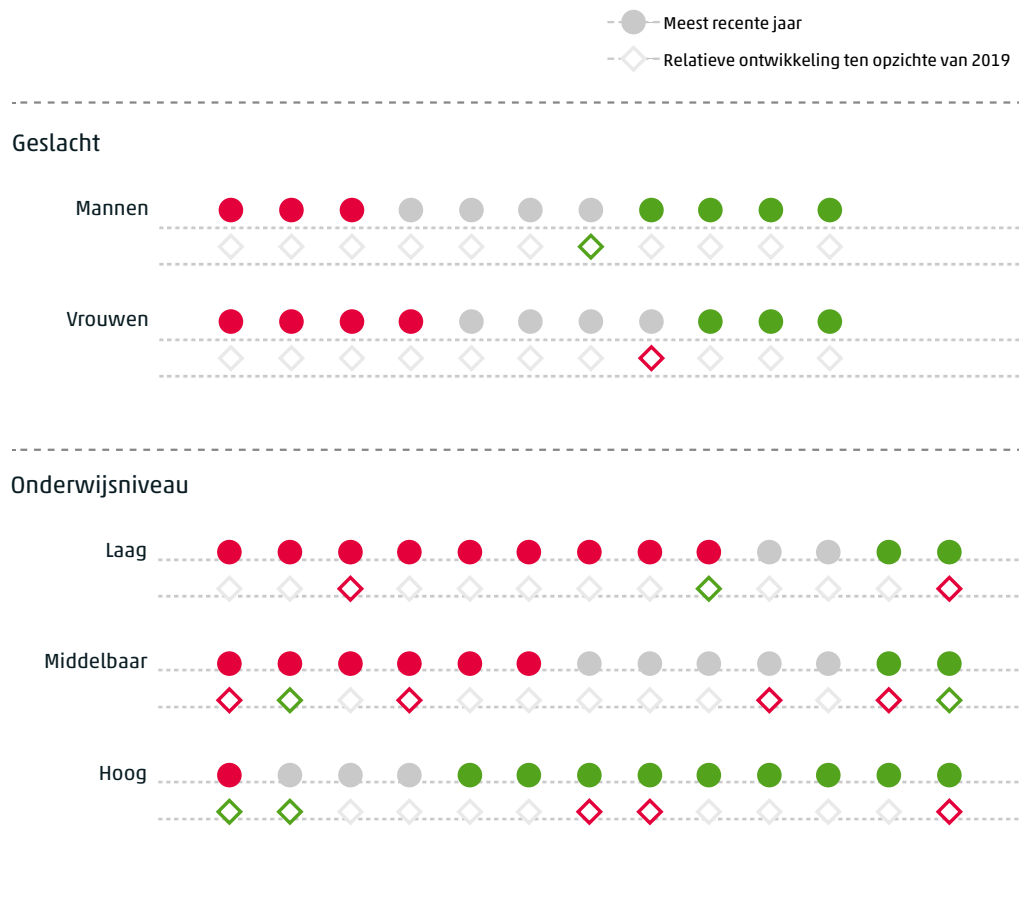 Meest recente jaar
Relatieve ontwikkeling ten opzichte van 2019
Geslacht
Mannen
Vrouwen
Onderwijsniveau
Laag
Middelbaar
Hoog